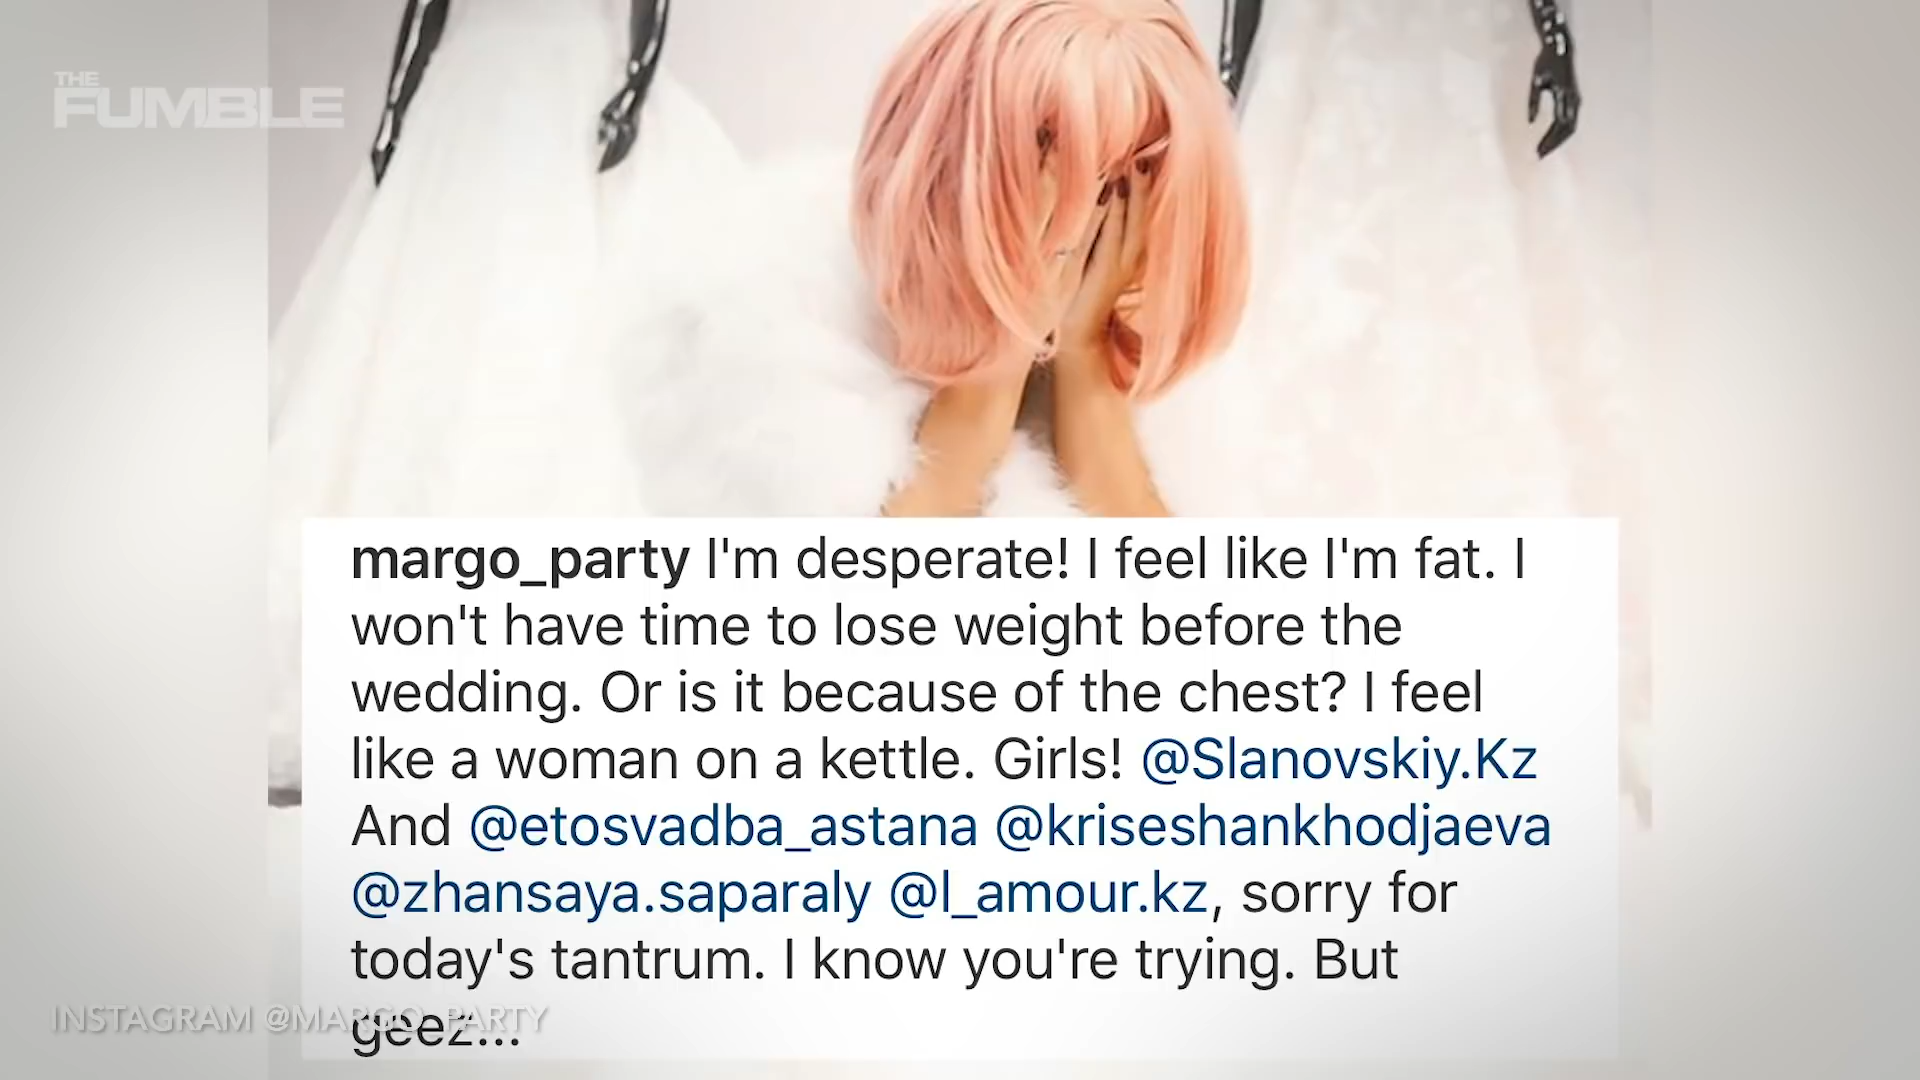 THE
FUMBLE
margo_party I'm desperate! I feel like I'm fat. I
won't have time to lose weight before the
wedding. Or is it because of the chest? I feel
like a woman on a kettle. Girls! @Slanovskiy.Kz
And @etosvadba_astana @kriseshankhodjaeva
@zhansaya.saparaly @l_amour.kz, sorry for
today's tantrum. I know you're trying. But
geez...
INSTAGRAM @MARGO_PARTY